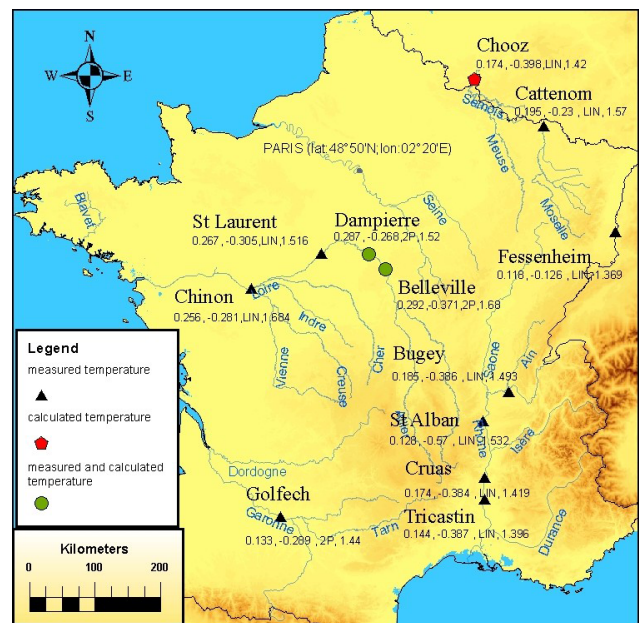 N
W E
S
Chooz
0.174, -0.398,LIN,1.42
Cattenom
0.195, -0.23 , LIN, 1.57
Semois
Meuse
PARIS (lat:48°50'N,lon:02°20'E)
Moselle
Blavet
Seine
St Laurent
0.267, -0.305,LIN,1.516
Dampierre
0.287, -0.268,2P,1.52
Fessenheim
0.118, -0.126 , LIN,1.369
Belleville
0.292,-0.371,2P,1.68
Chinon
0.256, -0.281,LIN,1.684
Loire
Indre
Cher
Vienne
Creuse
Bugey
0.185, -0.386 , LIN, 1.493
Saone
Ain
St Alban
0.128, -0.57 , LIN, 1.532
Rhone
Isère
Dordogne
Cruas
0.174, -0.384 , LIN, 1.419
Golfech
Garonne
0.133, -0.289 , 2P, 1.44
Tarn
Tricastin
0.144, -0.387 , LIN, 1.396
Durance
Legend
measured temperature
calculated temperature
measured and calculated
temperature
Kilometers
0 50 100 200